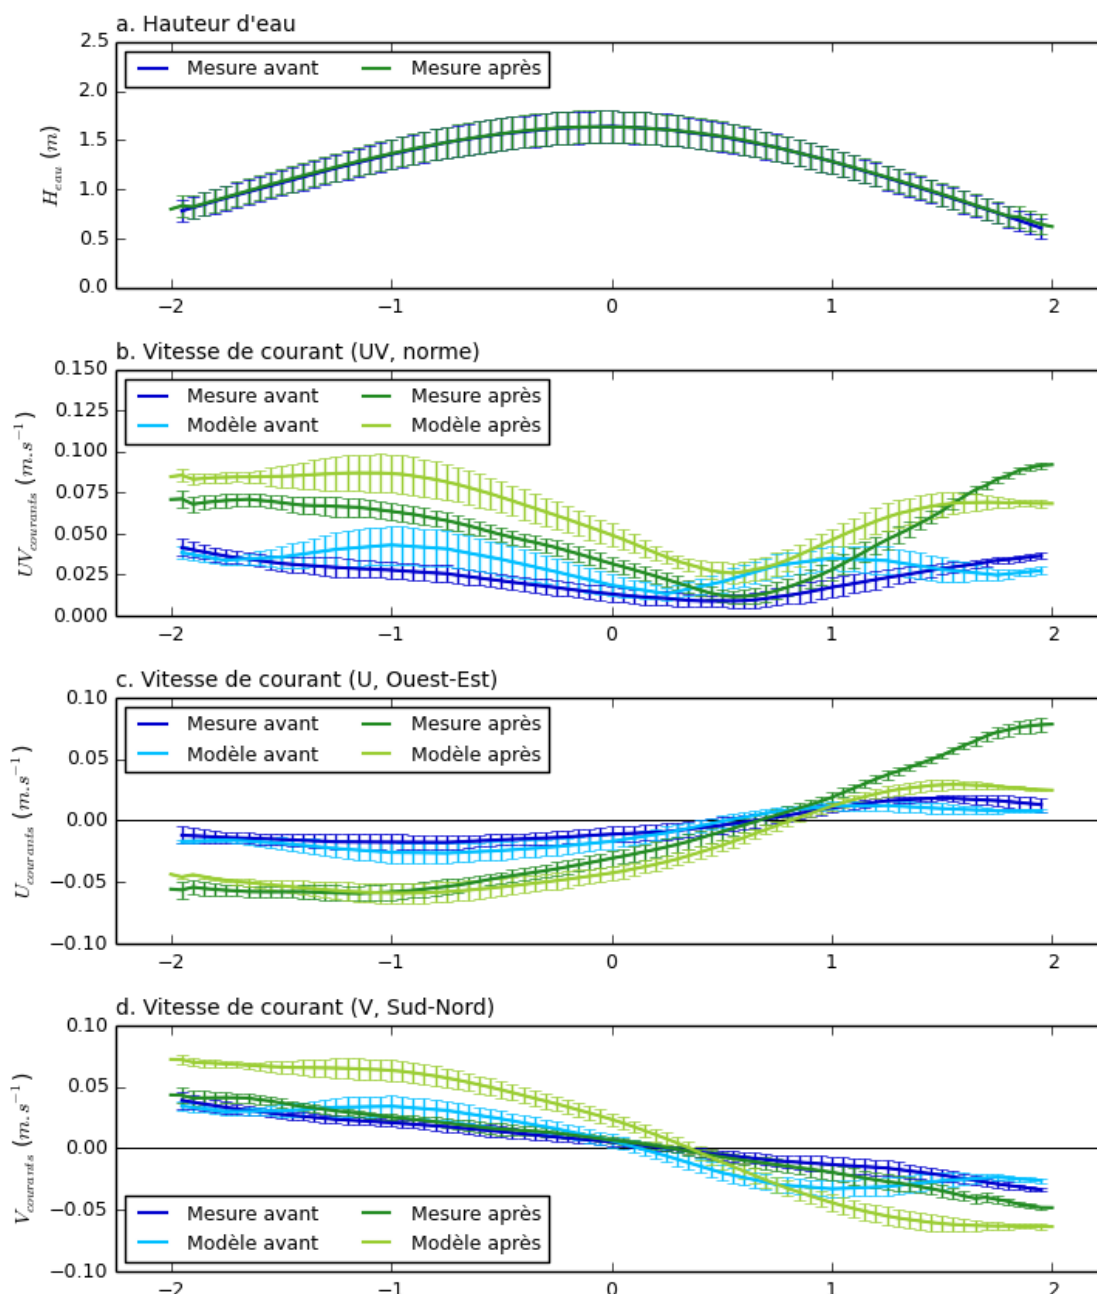 a. Hauteur d'eau
2.5
Mesure avant Mesure après
2.0
1.5
1.0
0.5
0.0
H_eau (m)
−2 −1 0 1 2
b. Vitesse de courant (UV, norme)
0.150
Mesure avant Mesure après
0.125
Modèle avant Modèle après
0.100
0.075
0.050
0.025
0.000
UV_courants (m.s⁻¹)
−2 −1 0 1 2
c. Vitesse de courant (U, Ouest-Est)
0.10
Mesure avant Mesure après
Modèle avant Modèle après
0.05
0.00
−0.05
−0.10
U_courants (m.s⁻¹)
−2 −1 0 1 2
d. Vitesse de courant (V, Sud-Nord)
0.10
0.05
0.00
−0.05
Mesure avant Mesure après
Modèle avant Modèle après
−0.10
V_courants (m.s⁻¹)
−2 −1 0 1 2